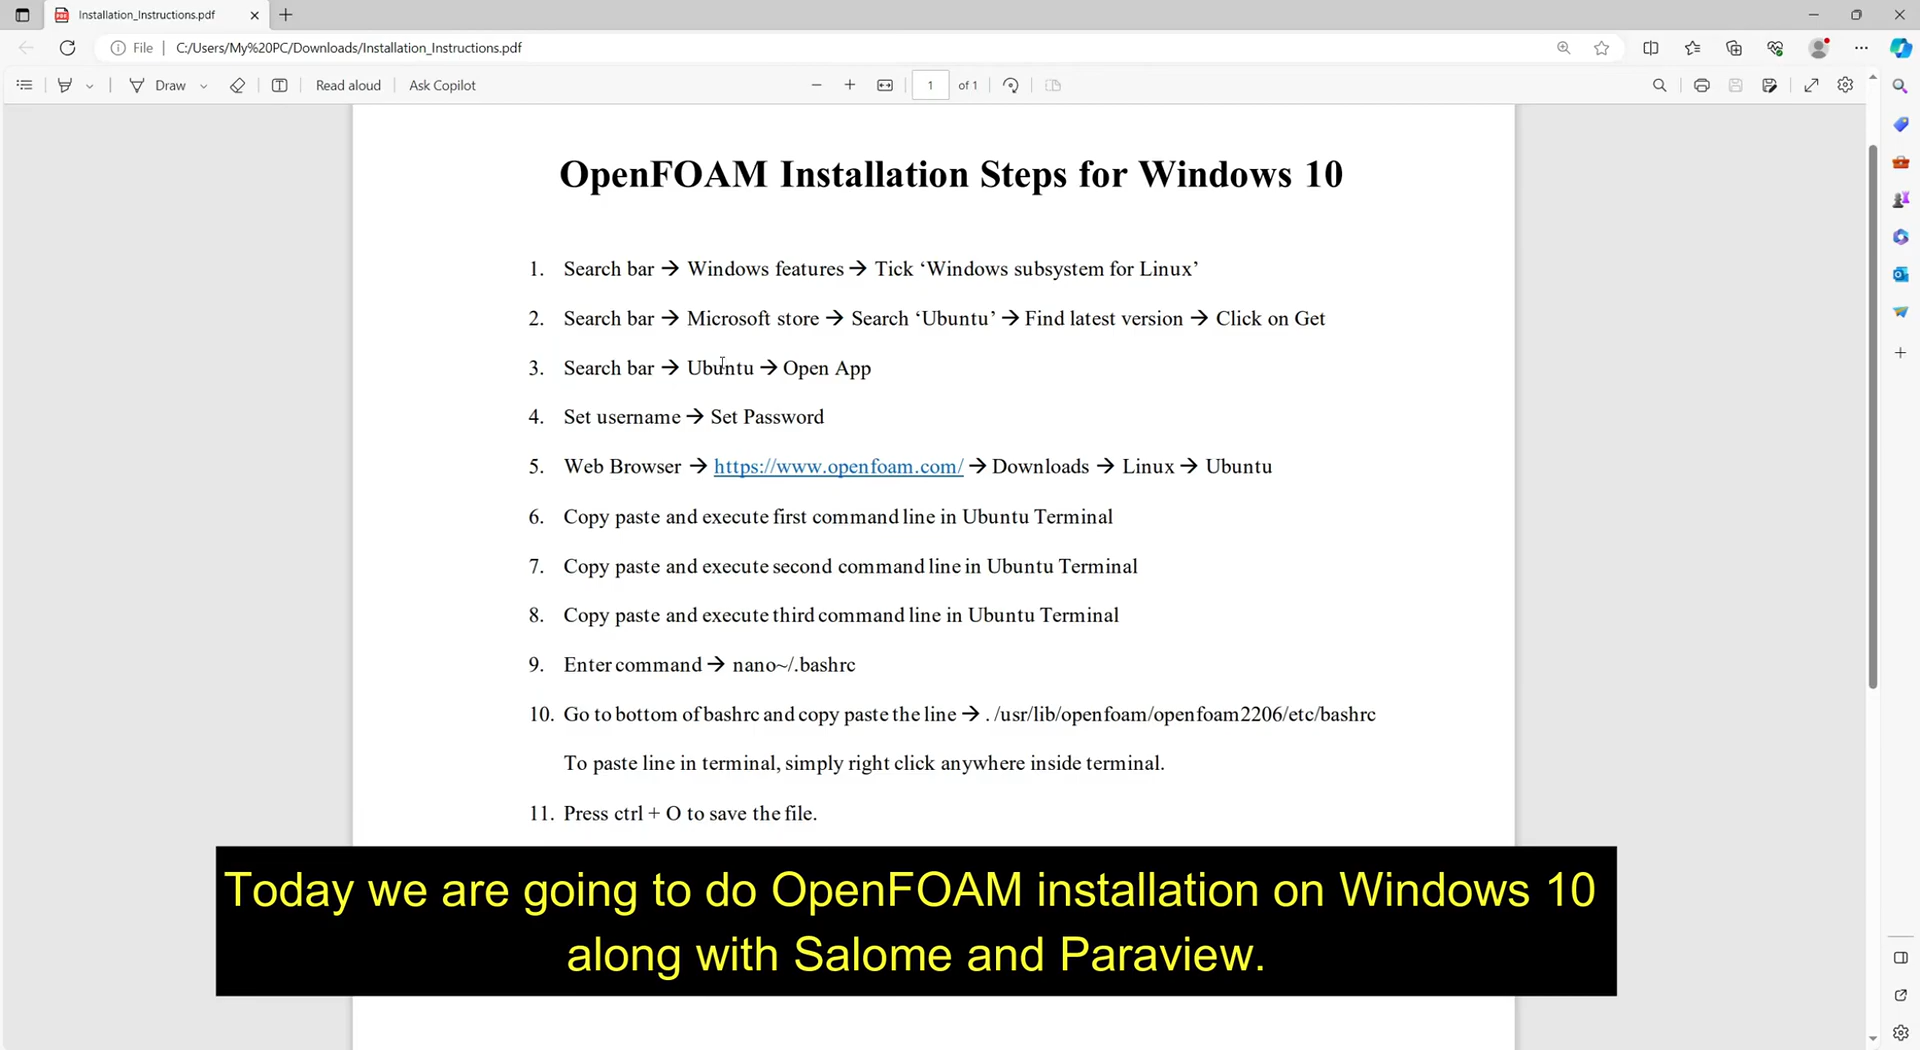 Installation_Instructions.pdf
File
C:/Users/My%20PC/Downloads/Installation_Instructions.pdf
Draw
Read aloud
Ask Copilot
1
of 1
OpenFOAM Installation Steps for Windows 10
1. Search bar → Windows features → Tick ‘Windows subsystem for Linux’
2. Search bar → Microsoft store → Search ‘Ubuntu’ → Find latest version → Click on Get
3. Search bar → Ubuntu → Open App
4. Set username → Set Password
5. Web Browser → https://www.openfoam.com/ → Downloads → Linux → Ubuntu
6. Copy paste and execute first command line in Ubuntu Terminal
7. Copy paste and execute second command line in Ubuntu Terminal
8. Copy paste and execute third command line in Ubuntu Terminal
9. Enter command → nano~/.bashrc
10. Go to bottom of bashrc and copy paste the line → . /usr/lib/openfoam/openfoam2206/etc/bashrc
To paste line in terminal, simply right click anywhere inside terminal.
11. Press ctrl + O to save the file.
Today we are going to do OpenFOAM installation on Windows 10
along with Salome and Paraview.